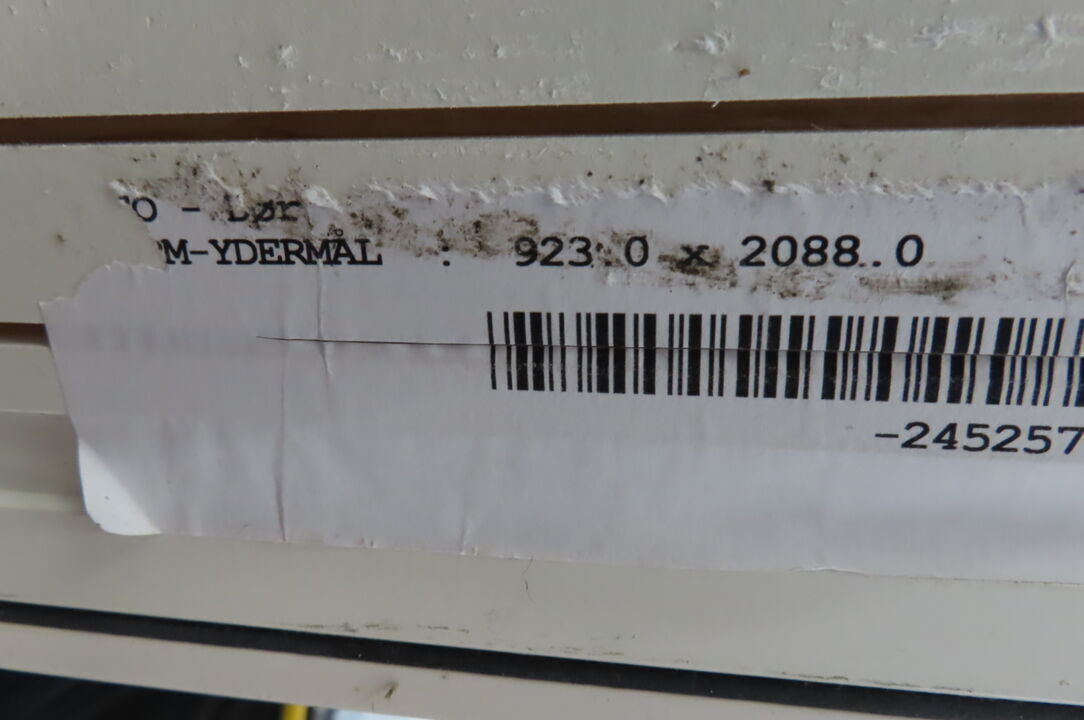 O - Dør
M-YDERMÅL : 923.0 x 2088.0
-245257